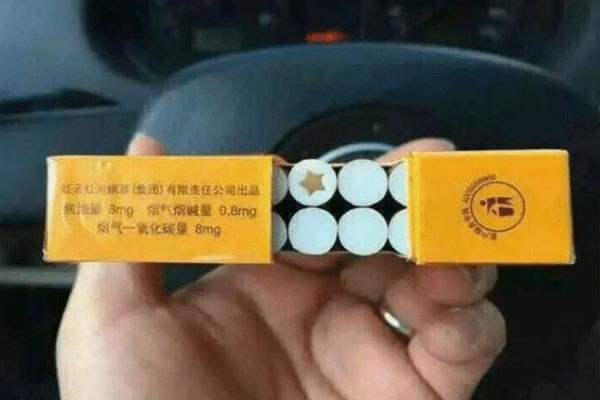 红云红河烟草(集团)有限责任公司出品
焦油量 8mg 烟气烟碱量 0.8mg
烟气一氧化碳量 8mg